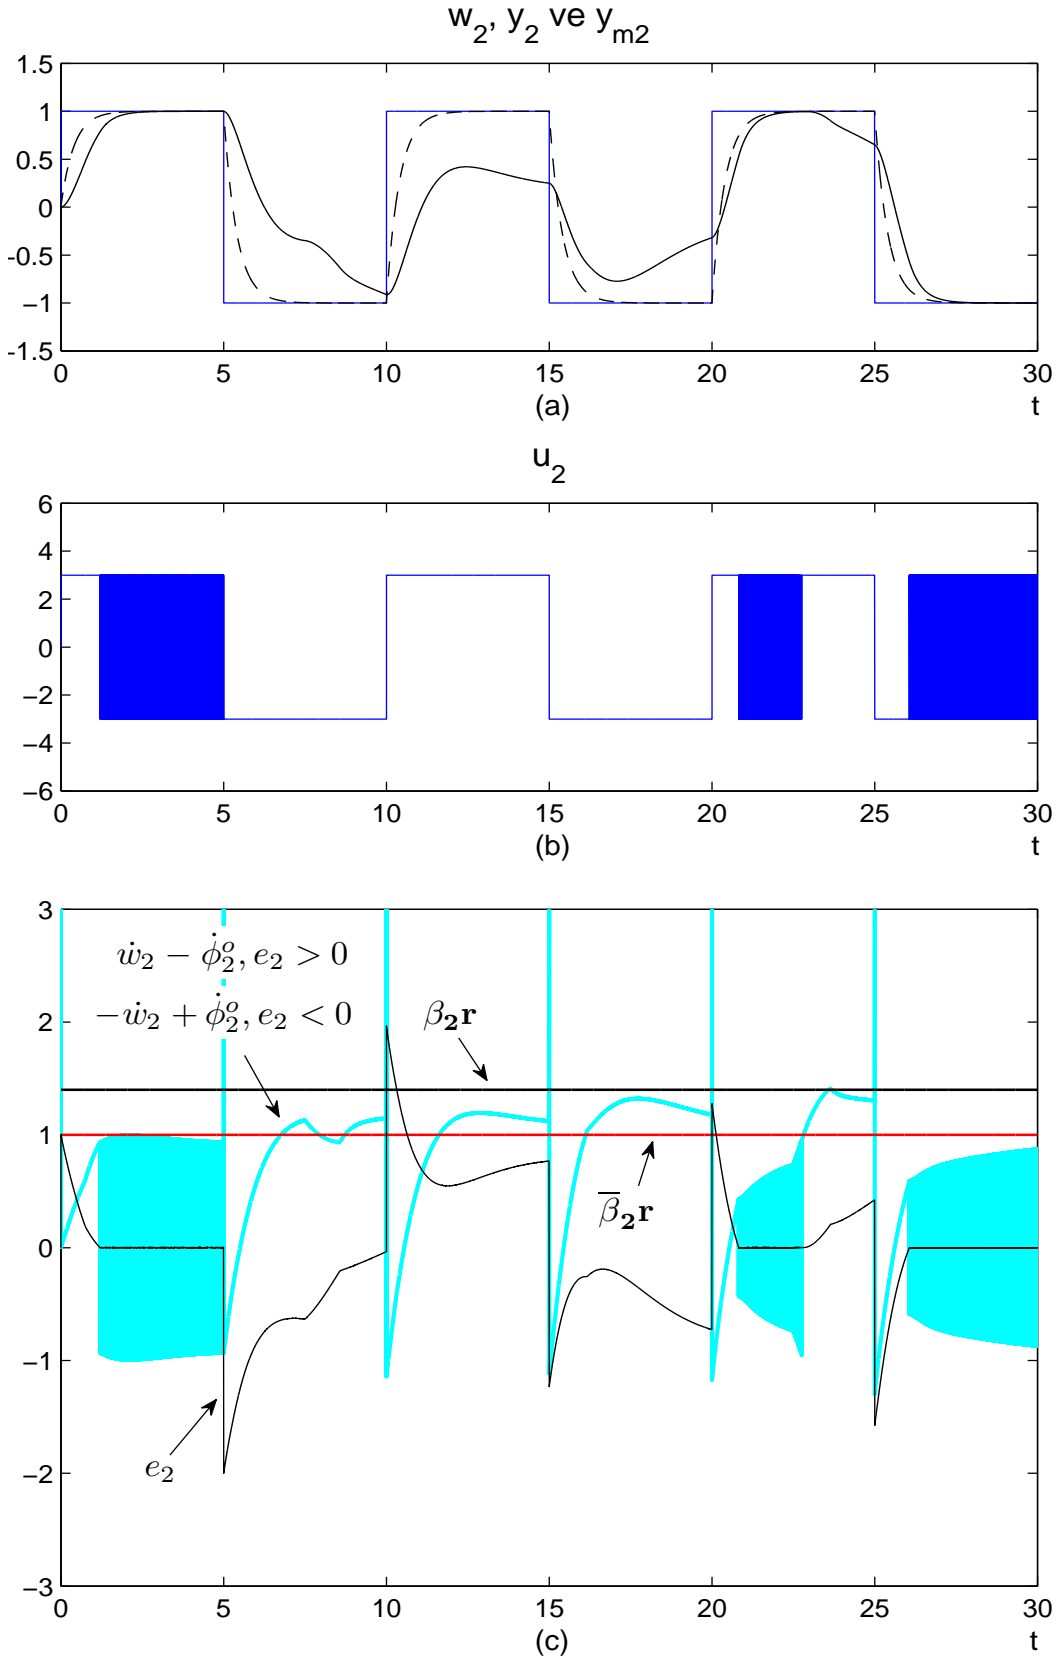 w₂, y₂ ve yₘ₂
1.5
1
0.5
0
-0.5
−1
-1.5
0 5 10 15 20 25 30
(a) t
u₂
6
4
2
0
−2
−4
−6
0 5 10 15 20 25 30
(b) t
3
2
1
0
−1
−2
−3
ẇ₂ − φ̇₂ᵒ, e₂ > 0
−ẇ₂ + φ̇₂ᵒ, e₂ < 0
β₂r
β̅₂r
e₂
0 5 10 15 20 25 30
(c) t